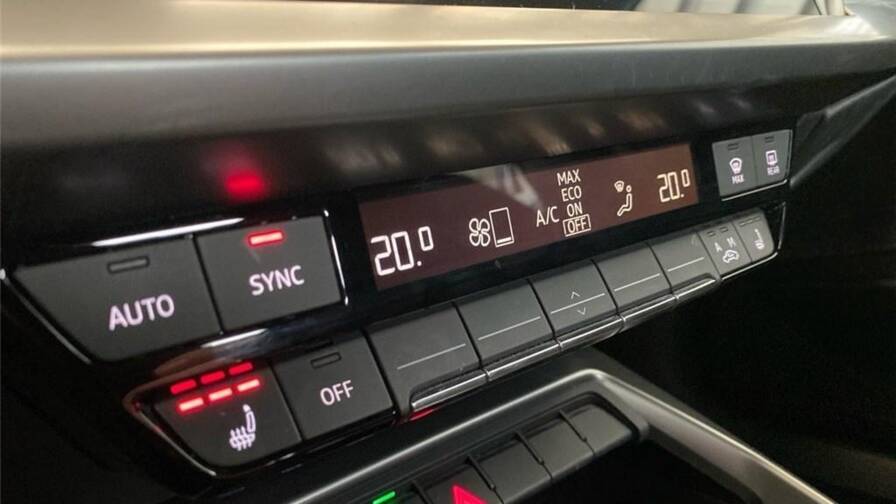 MAX
ECO
A/C ON
OFF
20.0
20.0
MAX
REAR
AUTO
SYNC
A M
OFF